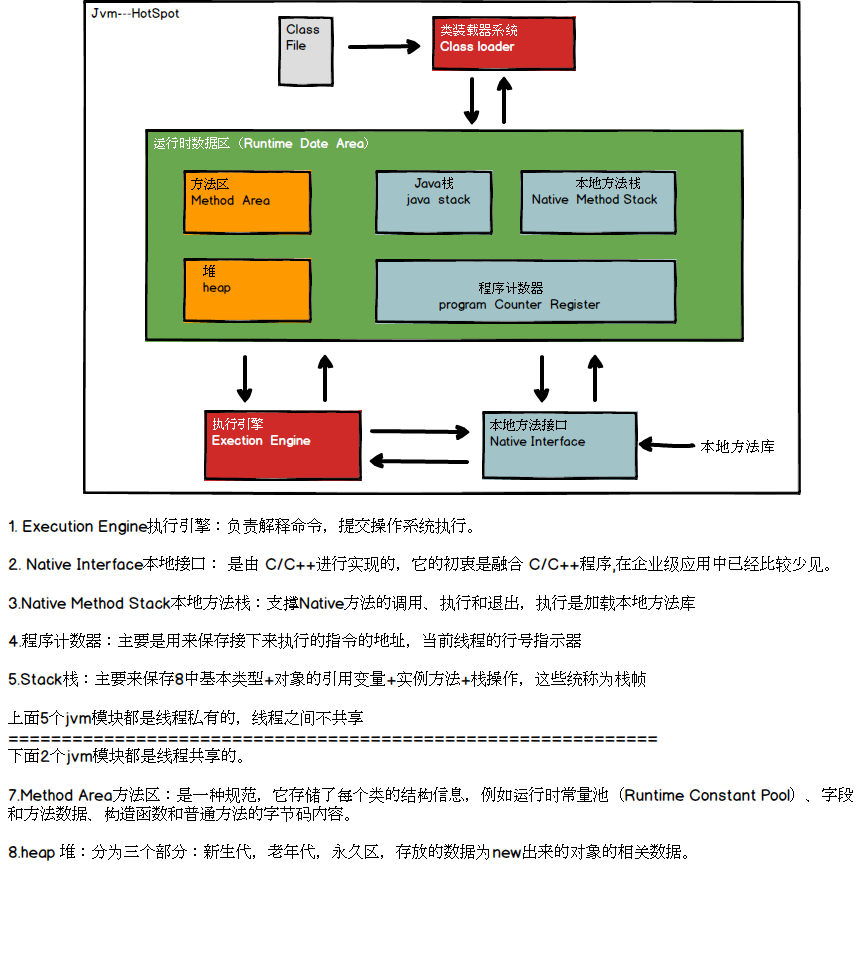 Jvm---HotSpot
Class
File
类装载器系统
Class loader
运行时数据区（Runtime Date Area）
方法区
Method Area
Java栈
java stack
本地方法栈
Native Method Stack
堆
heap
程序计数器
program Counter Register
执行引擎
Exection Engine
本地方法接口
Native Interface
本地方法库
1. Execution Engine执行引擎：负责解释命令，提交操作系统执行。
2. Native Interface本地接口： 是由 C/C++进行实现的，它的初衷是融合 C/C++程序,在企业级应用中已经比较少见。
3.Native Method Stack本地方法栈：支撑Native方法的调用、执行和退出，执行是加载本地方法库
4.程序计数器：主要是用来保存接下来执行的指令的地址，当前线程的行号指示器
5.Stack栈：主要来保存8中基本类型+对象的引用变量+实例方法+栈操作，这些统称为栈帧
上面5个jvm模块都是线程私有的，线程之间不共享
=============================================================
下面2个jvm模块都是线程共享的。
7.Method Area方法区：是一种规范，它存储了每个类的结构信息，例如运行时常量池（Runtime Constant Pool）、字段
和方法数据、构造函数和普通方法的字节码内容。
8.heap 堆：分为三个部分：新生代，老年代，永久区，存放的数据为new出来的对象的相关数据。